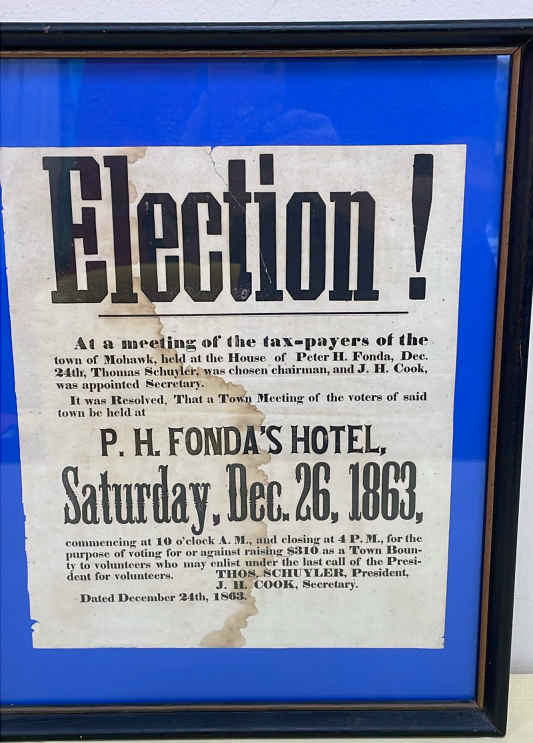 Election !
At a meeting of the tax-payers of the
town of Mohawk, held at the House of Peter H. Fonda, Dec.
24th, Thomas Schuyler, was chosen chairman, and J. H. Cook,
was appointed Secretary.
It was Resolved, That a Town Meeting of the voters of said
town be held at
P. H. FONDA'S HOTEL,
Saturday, Dec. 26, 1863,
commencing at 10 o'clock A. M., and closing at 4 P. M., for the
purpose of voting for or against raising $310 as a Town Boun-
ty to volunteers who may enlist under the last call of the Presi-
dent for volunteers. THOS. SCHUYLER, President,
J. H. COOK, Secretary.
Dated December 24th, 1863.